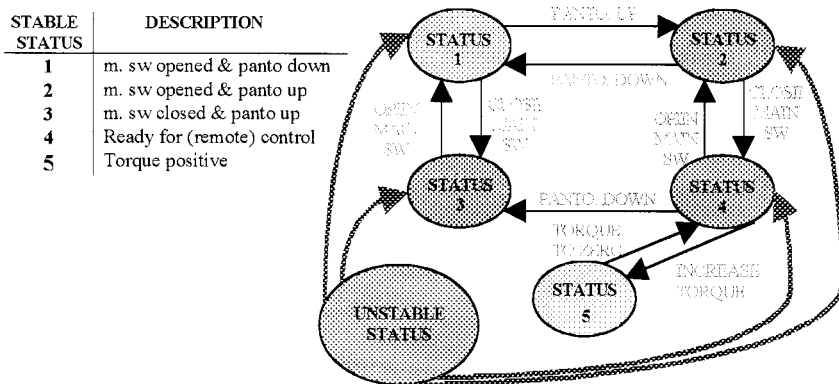 STABLE STATUS DESCRIPTION
1 m. sw opened & panto down
2 m. sw opened & panto up
3 m. sw closed & panto up
4 Ready for (remote) control
5 Torque positive
PANTO. UP
STATUS 1
STATUS 2
PANTO. DOWN
OPEN MAIN SW
CLOSE MAIN SW
OPEN MAIN SW
CLOSE MAIN SW
STATUS 3
PANTO. DOWN
STATUS 4
TORQUE TO ZERO
INCREASE TORQUE
STATUS 5
UNSTABLE STATUS